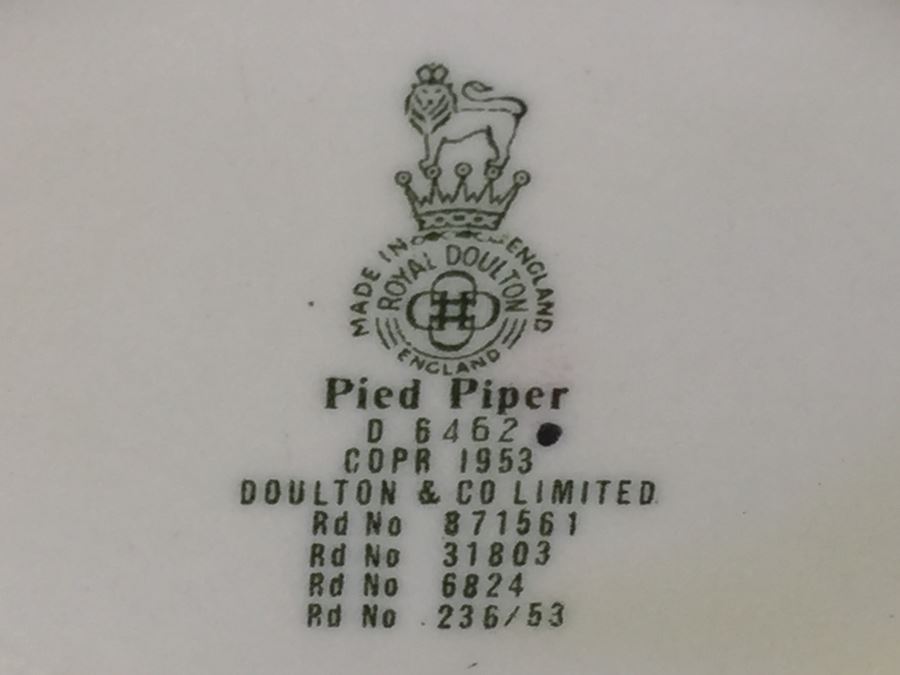 MADE IN ENGLAND
ROYAL DOULTON
ENGLAND
Pied Piper
D 6462
COPR 1953
DOULTON & CO LIMITED
Rd No 871561
Rd No 31803
Rd No 6824
Rd No 236/53